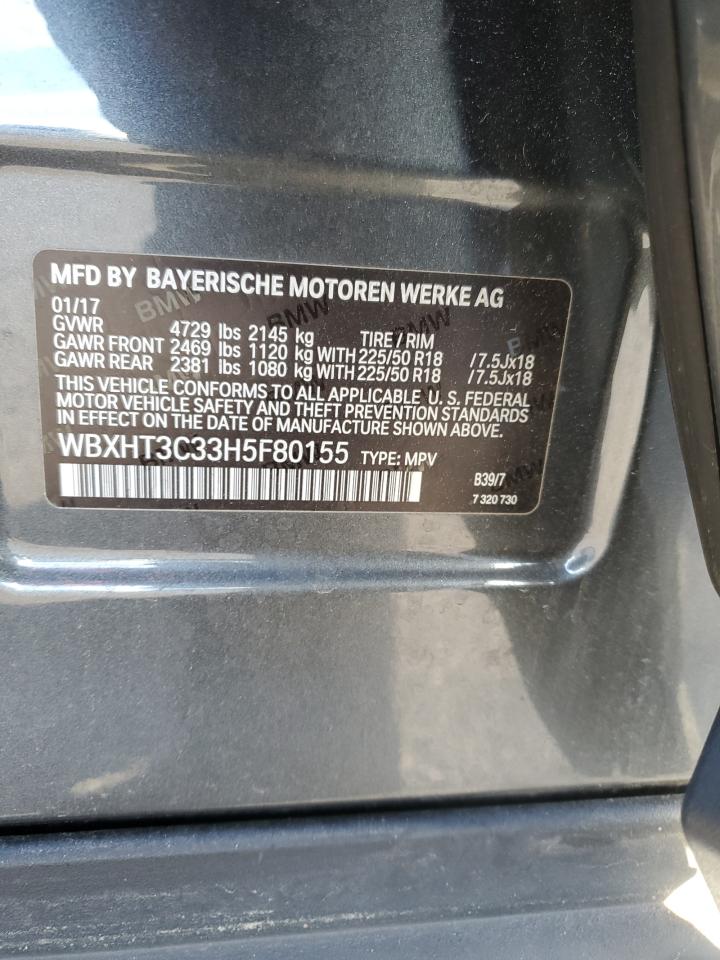 MFD BY BAYERISCHE MOTOREN WERKE AG
01/17
GVWR 4729 lbs 2145 kg TIRE/RIM
GAWR FRONT 2469 lbs 1120 kg WITH 225/50 R18 /7.5Jx18
GAWR REAR 2381 lbs 1080 kg WITH 225/50 R18 /7.5Jx18
THIS VEHICLE CONFORMS TO ALL APPLICABLE U. S. FEDERAL
MOTOR VEHICLE SAFETY AND THEFT PREVENTION STANDARDS
IN EFFECT ON THE DATE OF MANUFACTURE SHOWN ABOVE.
WBXHT3C33H5F80155 TYPE: MPV
B39/7
7 320 730